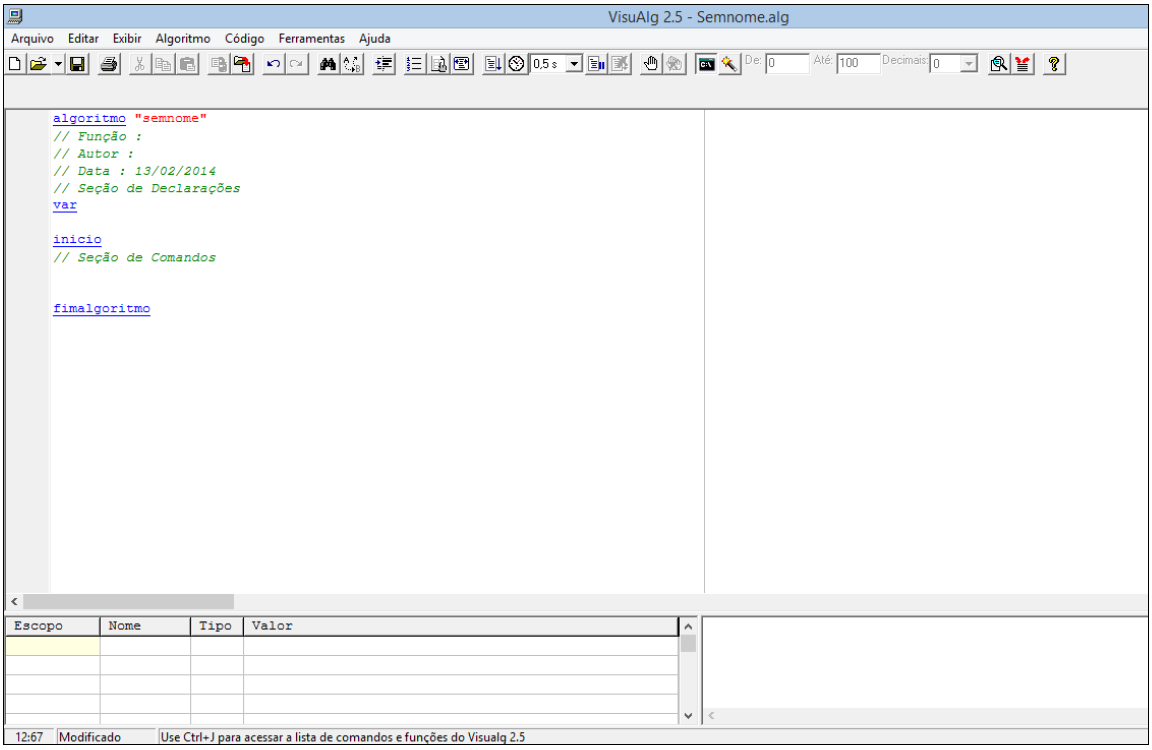 VisuAlg 2.5 - Semnome.alg
Arquivo Editar Exibir Algoritmo Código Ferramentas Ajuda
0,5 s De: 0 Até: 100 Decimais: 0
algoritmo "semnome"
// Função :
// Autor :
// Data : 13/02/2014
// Seção de Declarações
var
inicio
// Seção de Comandos
fimalgoritmo
Escopo Nome Tipo Valor
12:67 Modificado Use Ctrl+J para acessar a lista de comandos e funções do Visualg 2.5